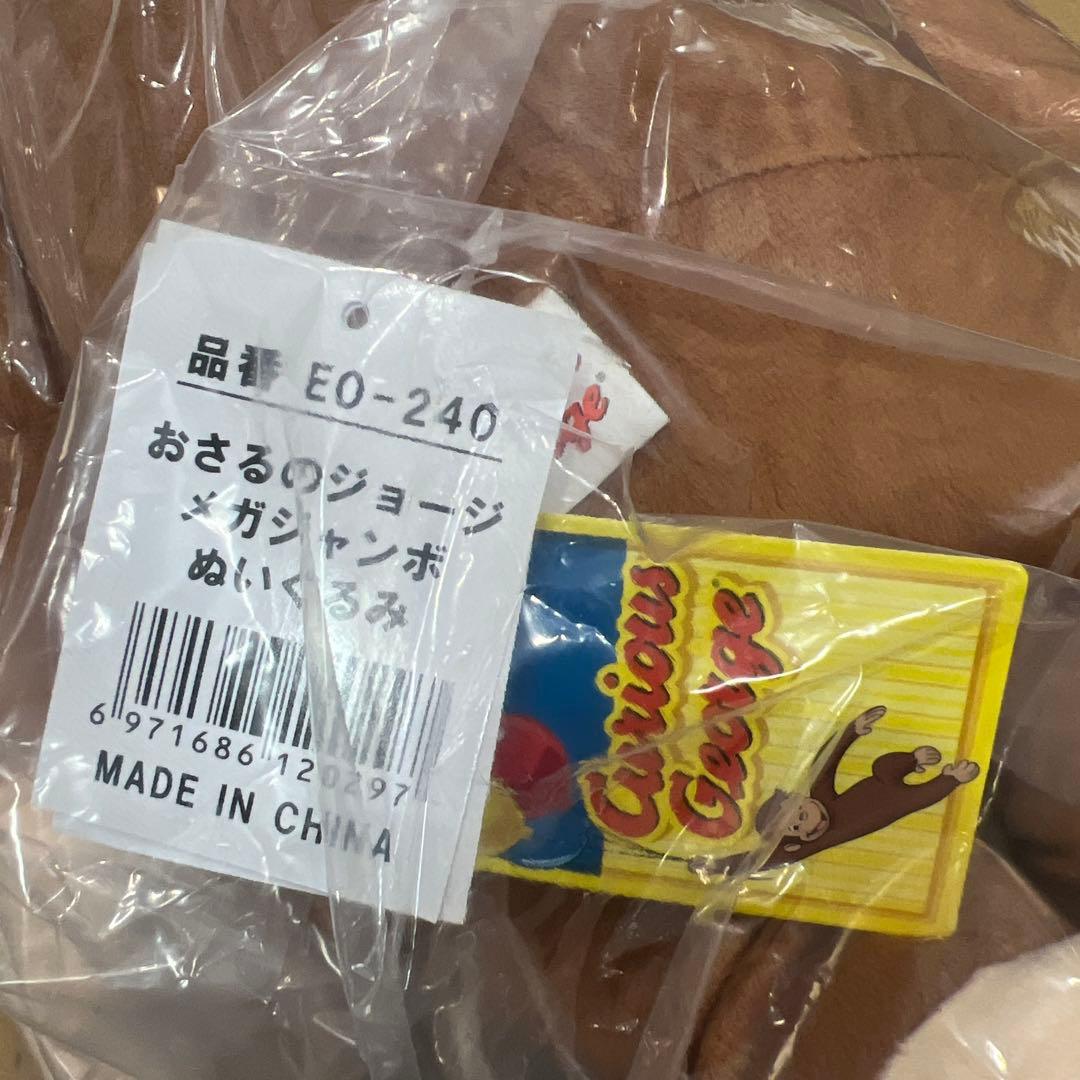 品番 EO-240
おさるのジョージ
メガジャンボ
ぬいぐるみ
6 971686 120297
MADE IN CHINA
Curious
George